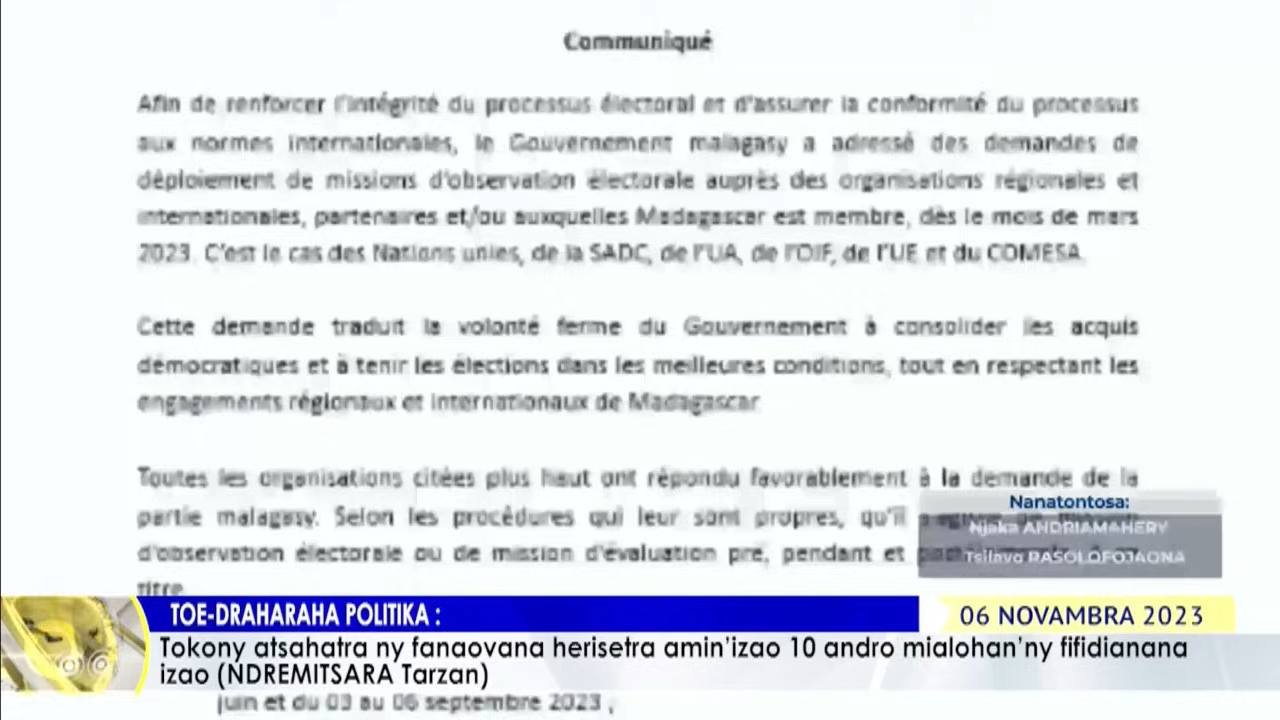 Communiqué
Afin de renforcer l'intégrité du processus électoral et d'assurer la conformité du processus
aux normes internationales, le Gouvernement malagasy a adressé des demandes de
déploiement de missions d'observation électorale auprès des organisations régionales et
internationales, partenaires et/ou auxquelles Madagascar est membre, dès le mois de mars
2023. C'est le cas des Nations unies, de la SADC, de l'UA, de l'OIF, de l'UE et du COMESA.
Cette demande traduit la volonté ferme du Gouvernement à consolider les acquis
démocratiques et à tenir les élections dans les meilleures conditions, tout en respectant les
engagements régionaux et internationaux de Madagascar
Toutes les organisations citées plus haut ont répondu favorablement à la demande de la
partie malagasy. Selon les procédures qui leur sont propres, qu'il
d'observation électorale ou de mission d'évaluation pré, pendant et
titre
Nanatontosa:
Njaka ANDRIAMAHERY
Tsilavo RASOLOFOJAONA
TOE-DRAHARAHA POLITIKA :
06 NOVAMBRA 2023
Tokony atsahatra ny fanaovana herisetra amin'izao 10 andro mialohan'ny fifidianana
izao (NDREMITSARA Tarzan)
juin et du 03 au 06 septembre 2023 ;